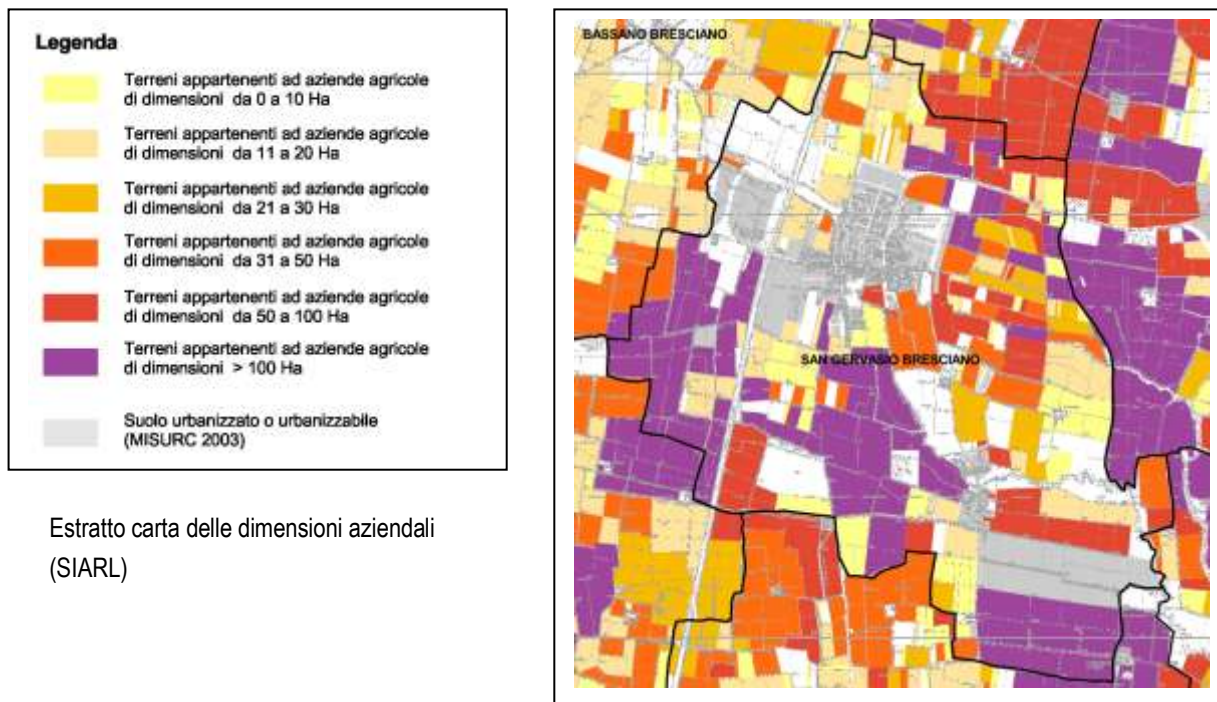 Legenda
Terreni appartenenti ad aziende agricole
di dimensioni da 0 a 10 Ha
Terreni appartenenti ad aziende agricole
di dimensioni da 11 a 20 Ha
Terreni appartenenti ad aziende agricole
di dimensioni da 21 a 30 Ha
Terreni appartenenti ad aziende agricole
di dimensioni da 31 a 50 Ha
Terreni appartenenti ad aziende agricole
di dimensioni da 50 a 100 Ha
Terreni appartenenti ad aziende agricole
di dimensioni > 100 Ha
Suolo urbanizzato o urbanizzabile
(MISURC 2003)
Estratto carta delle dimensioni aziendali
(SIARL)
BASSANO BRESCIANO
SAN GERVASIO BRESCIANO